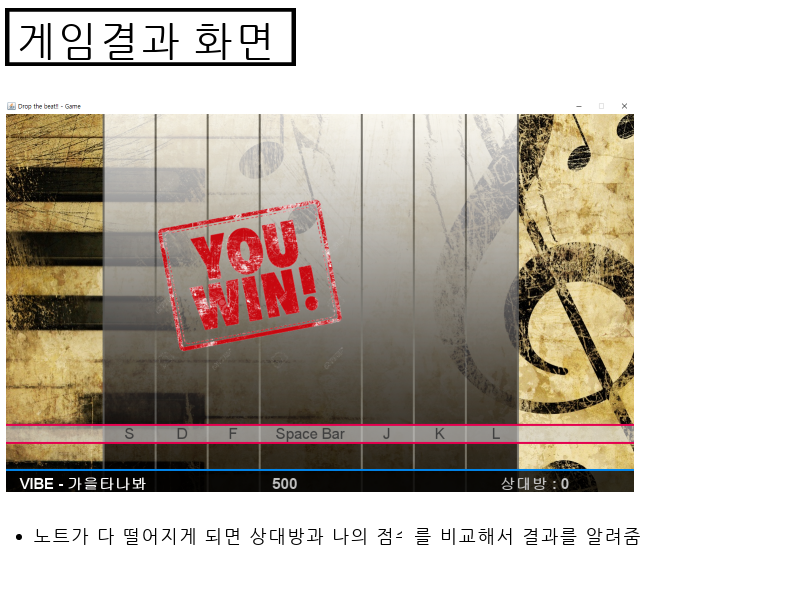 게임결과 화면
Drop the beat!! - Game
YOU
WIN!
S D F Space Bar J K L
VIBE - 가을타나봐 500 상대방 : 0
• 노트가 다 떨어지게 되면 상대방과 나의 를 비교해서 결과를 알려줌